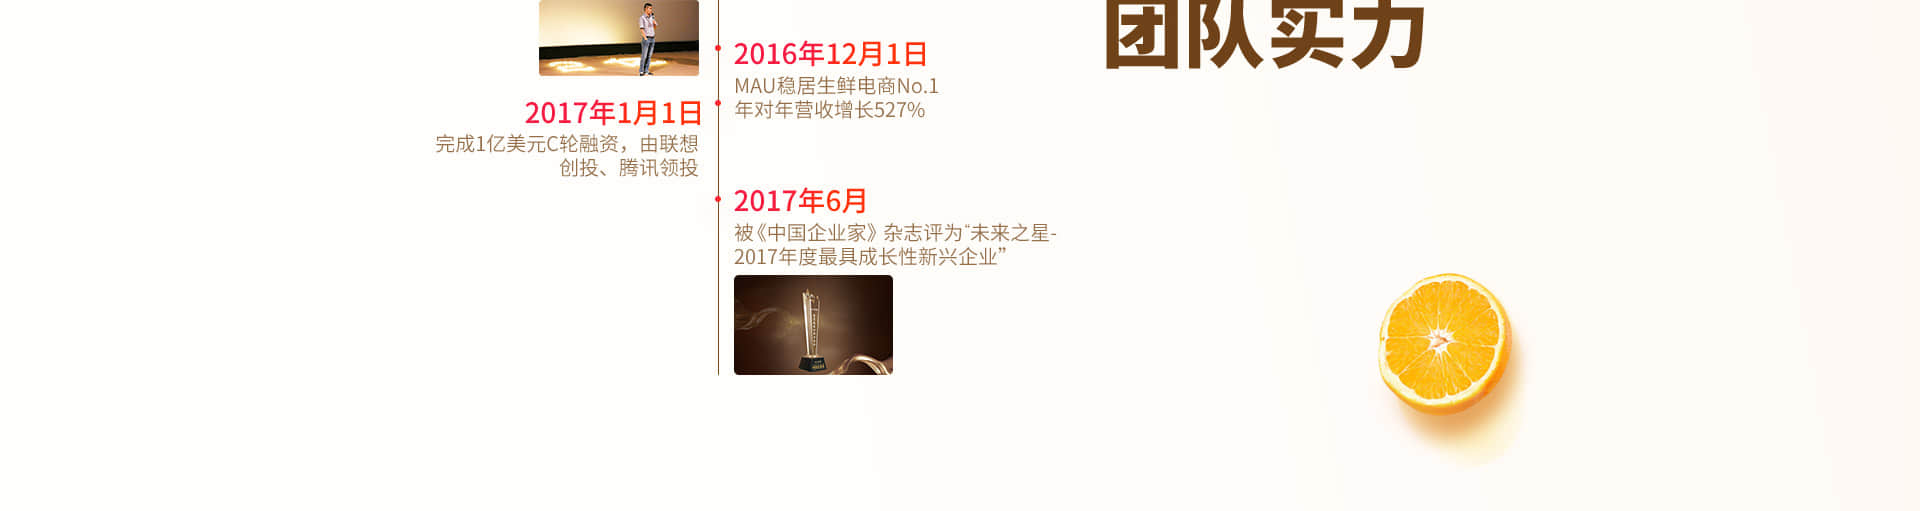 团队实力
2016年12月1日
MAU稳居生鲜电商No.1
年对年营收增长527%
2017年1月1日
完成1亿美元C轮融资，由联想
创投、腾讯领投
2017年6月
被《中国企业家》杂志评为“未来之星-
2017年度最具成长性新兴企业”